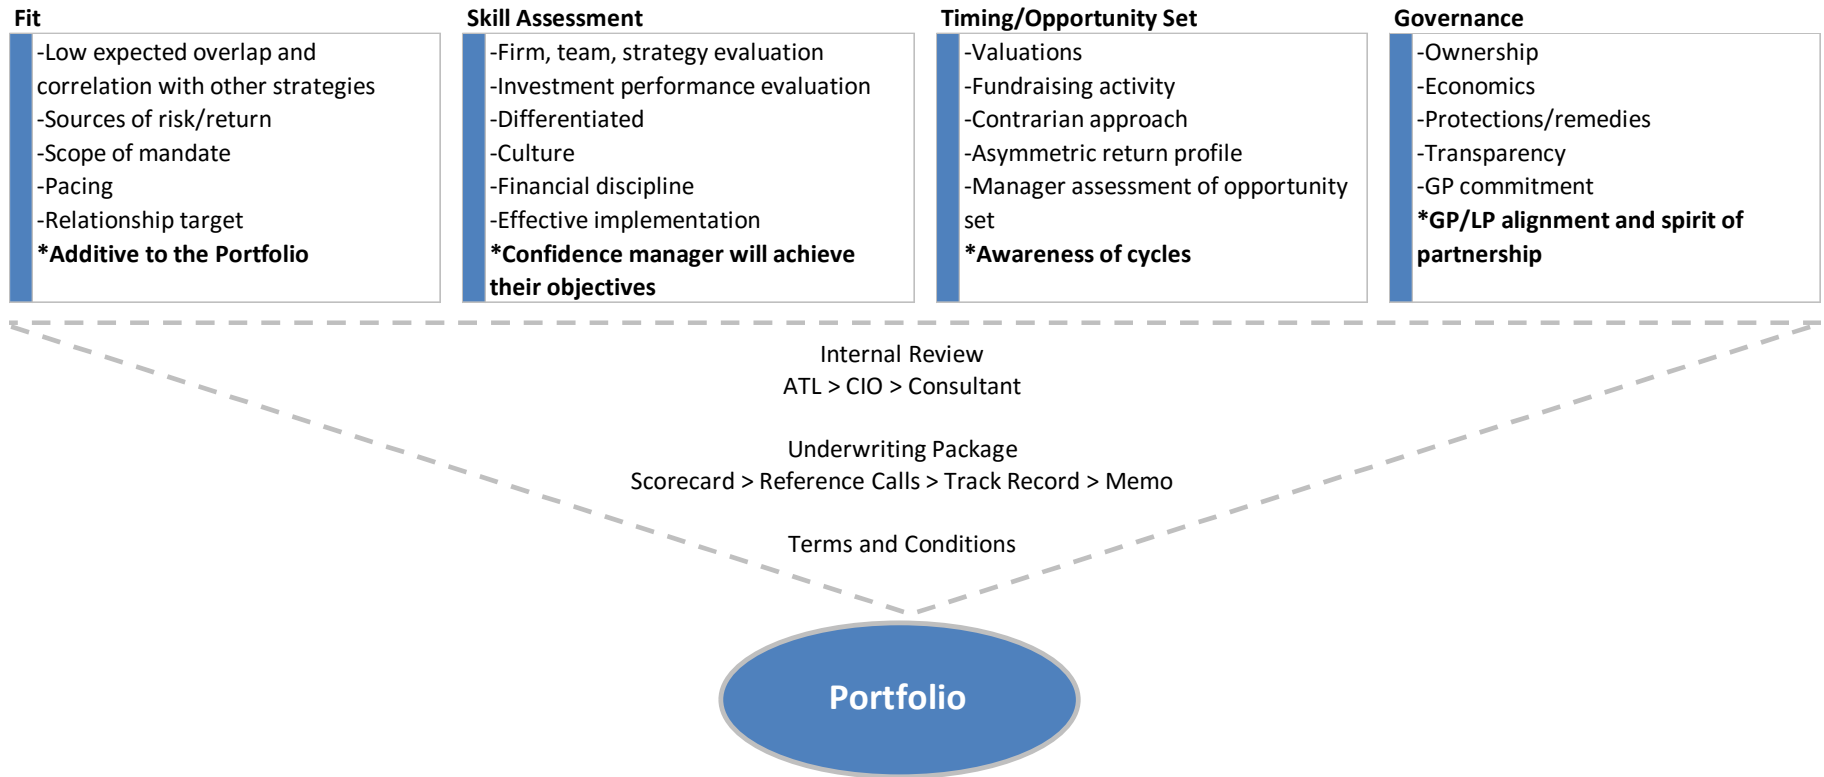 Fit
-Low expected overlap and
correlation with other strategies
-Sources of risk/return
-Scope of mandate
-Pacing
-Relationship target
*Additive to the Portfolio
Skill Assessment
-Firm, team, strategy evaluation
-Investment performance evaluation
-Differentiated
-Culture
-Financial discipline
-Effective implementation
*Confidence manager will achieve
their objectives
Timing/Opportunity Set
-Valuations
-Fundraising activity
-Contrarian approach
-Asymmetric return profile
-Manager assessment of opportunity
set
*Awareness of cycles
Governance
-Ownership
-Economics
-Protections/remedies
-Transparency
-GP commitment
*GP/LP alignment and spirit of
partnership
Internal Review
ATL > CIO > Consultant
Underwriting Package
Scorecard > Reference Calls > Track Record > Memo
Terms and Conditions
Portfolio